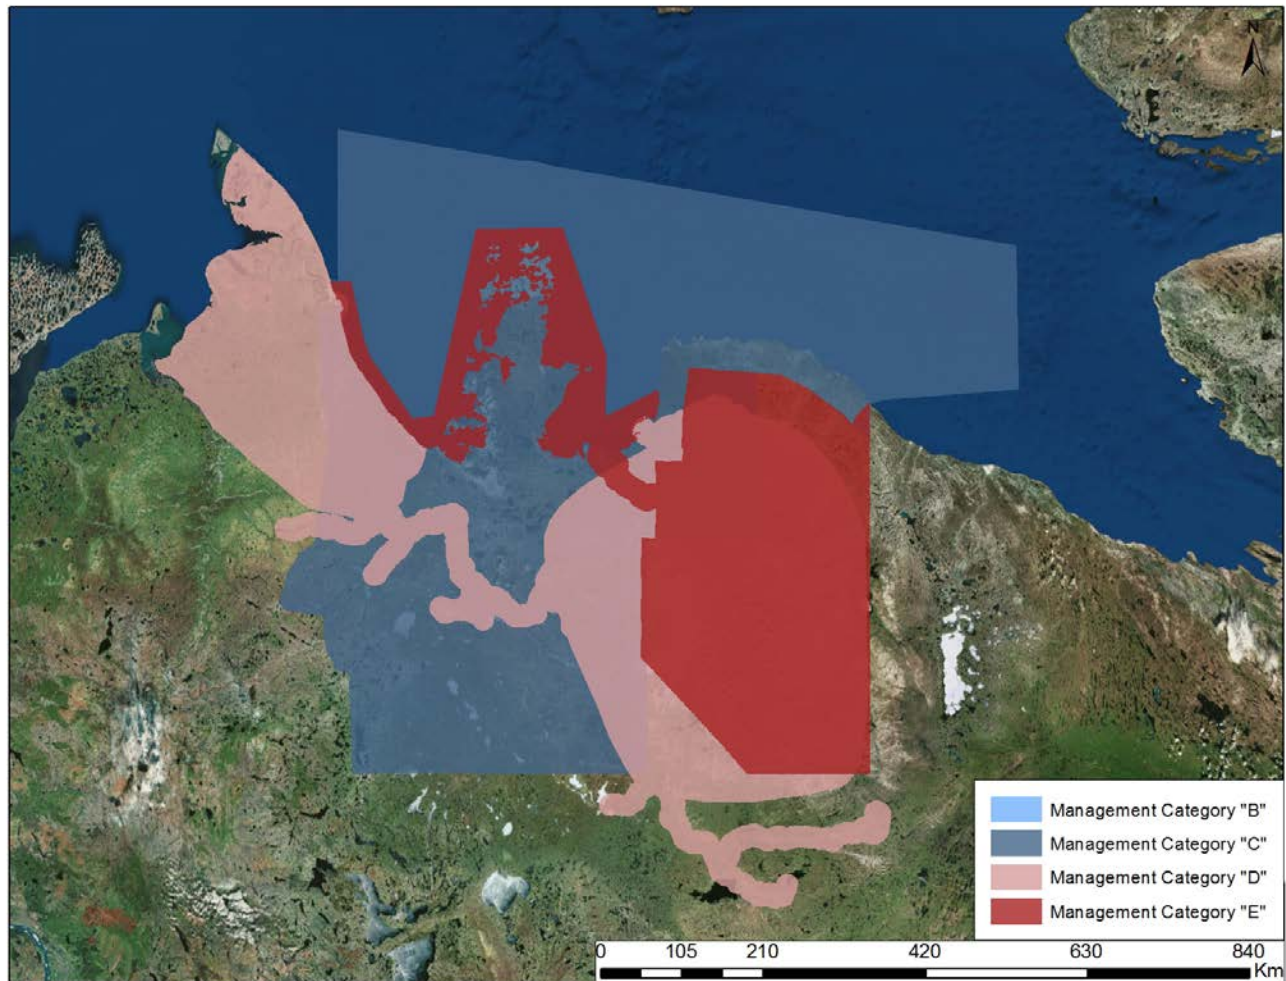 N
Management Category "B"
Management Category "C"
Management Category "D"
Management Category "E"
0 105 210 420 630 840
Km